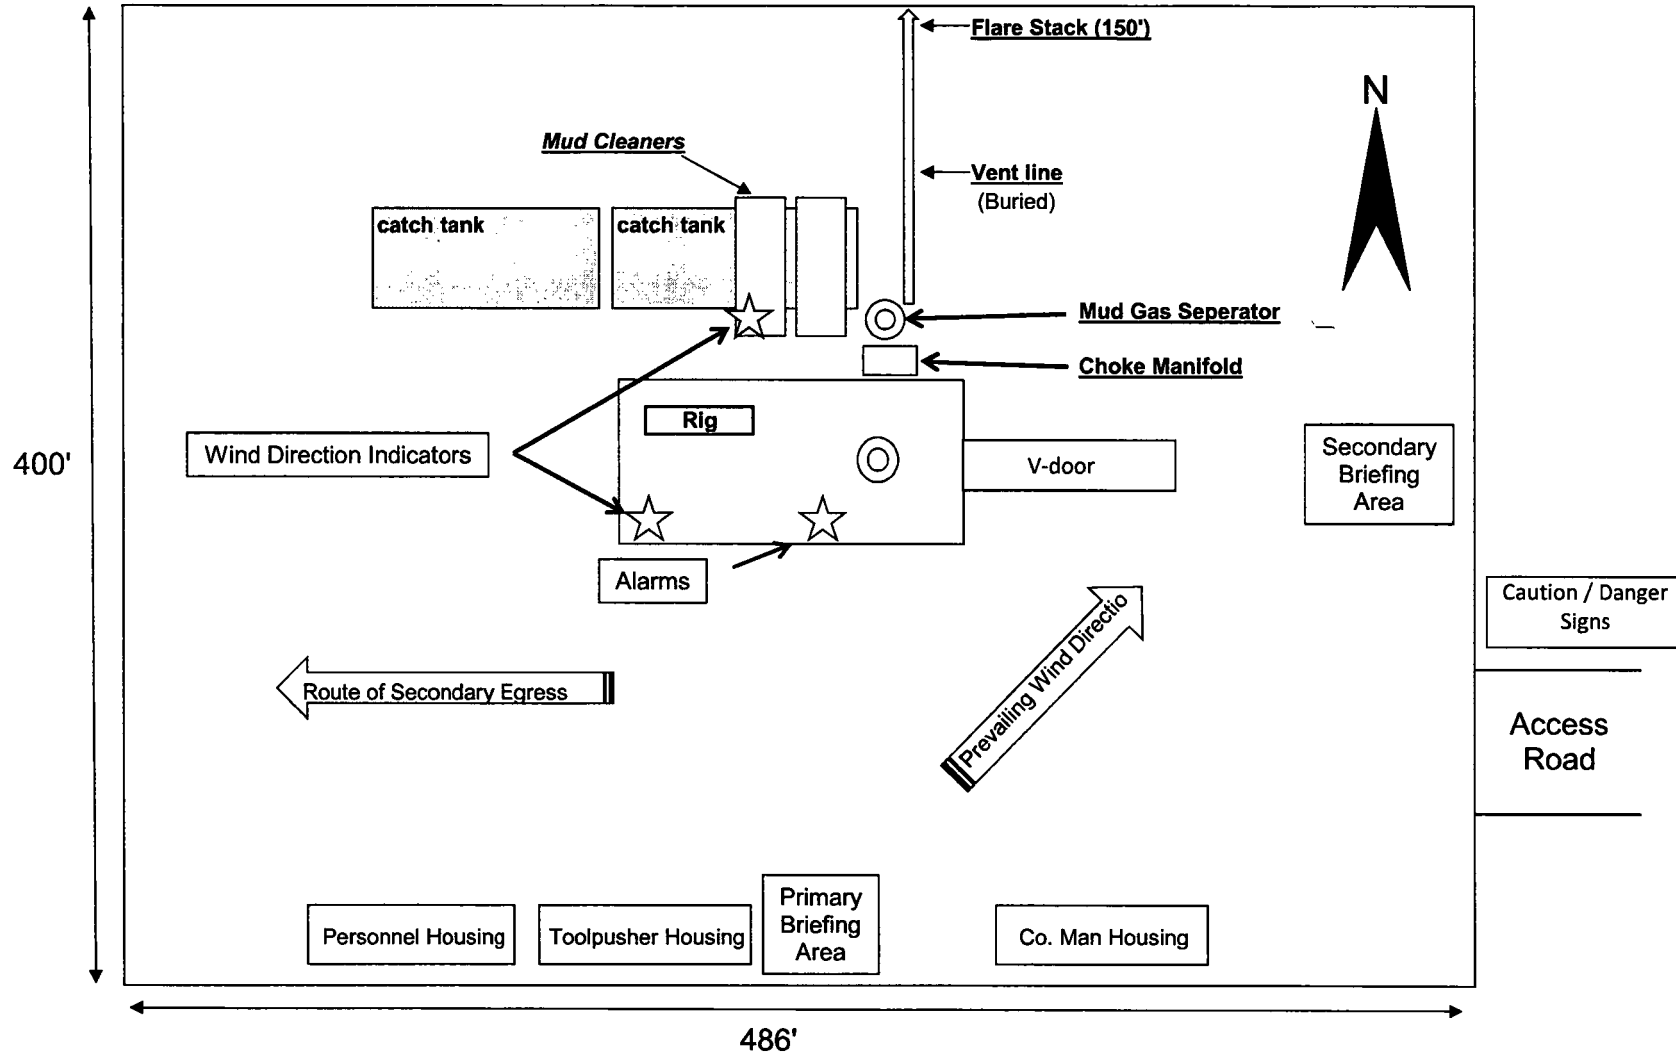 Flare Stack (150')
N
Mud Cleaners
Vent line
(Buried)
catch tank
catch tank
Mud Gas Seperator
Choke Manifold
Rig
Wind Direction Indicators
400'
V-door
Secondary
Briefing
Area
Alarms
Caution / Danger
Signs
Prevailing Wind Directio
Route of Secondary Egress
Access
Road
Primary
Briefing
Area
Personnel Housing
Toolpusher Housing
Co. Man Housing
486'